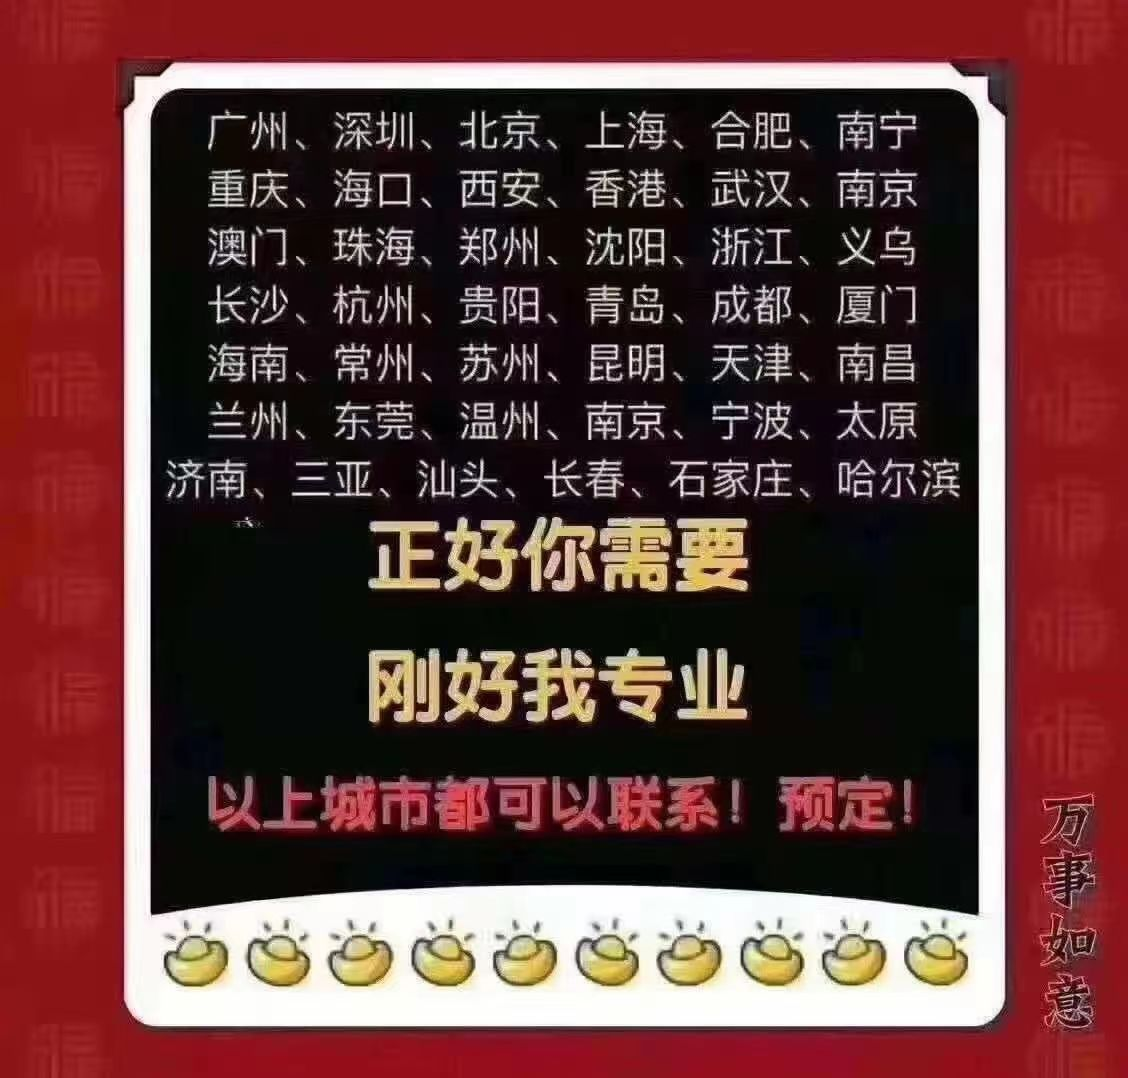 广州、深圳、北京、上海、合肥、南宁
重庆、海口、西安、香港、武汉、南京
澳门、珠海、郑州、沈阳、浙江、义乌
长沙、杭州、贵阳、青岛、成都、厦门
海南、常州、苏州、昆明、天津、南昌
兰州、东莞、温州、南京、宁波、太原
济南、三亚、汕头、长春、石家庄、哈尔滨
正好你需要
刚好我专业
以上城市都可以联系！预定！
万事如意